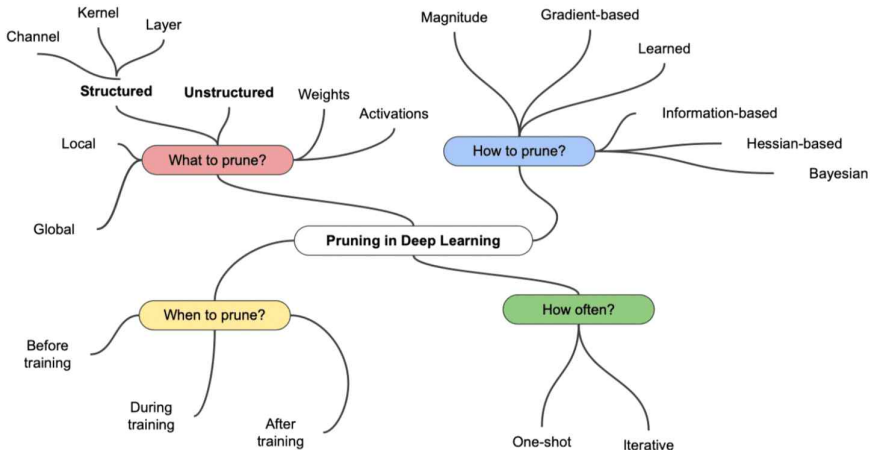 Kernel
Layer
Channel
Structured
Unstructured
Weights
Activations
Local
What to prune?
Global
Magnitude
Gradient-based
Learned
Information-based
How to prune?
Hessian-based
Bayesian
Pruning in Deep Learning
When to prune?
Before
training
During
training
After
training
How often?
One-shot
Iterative